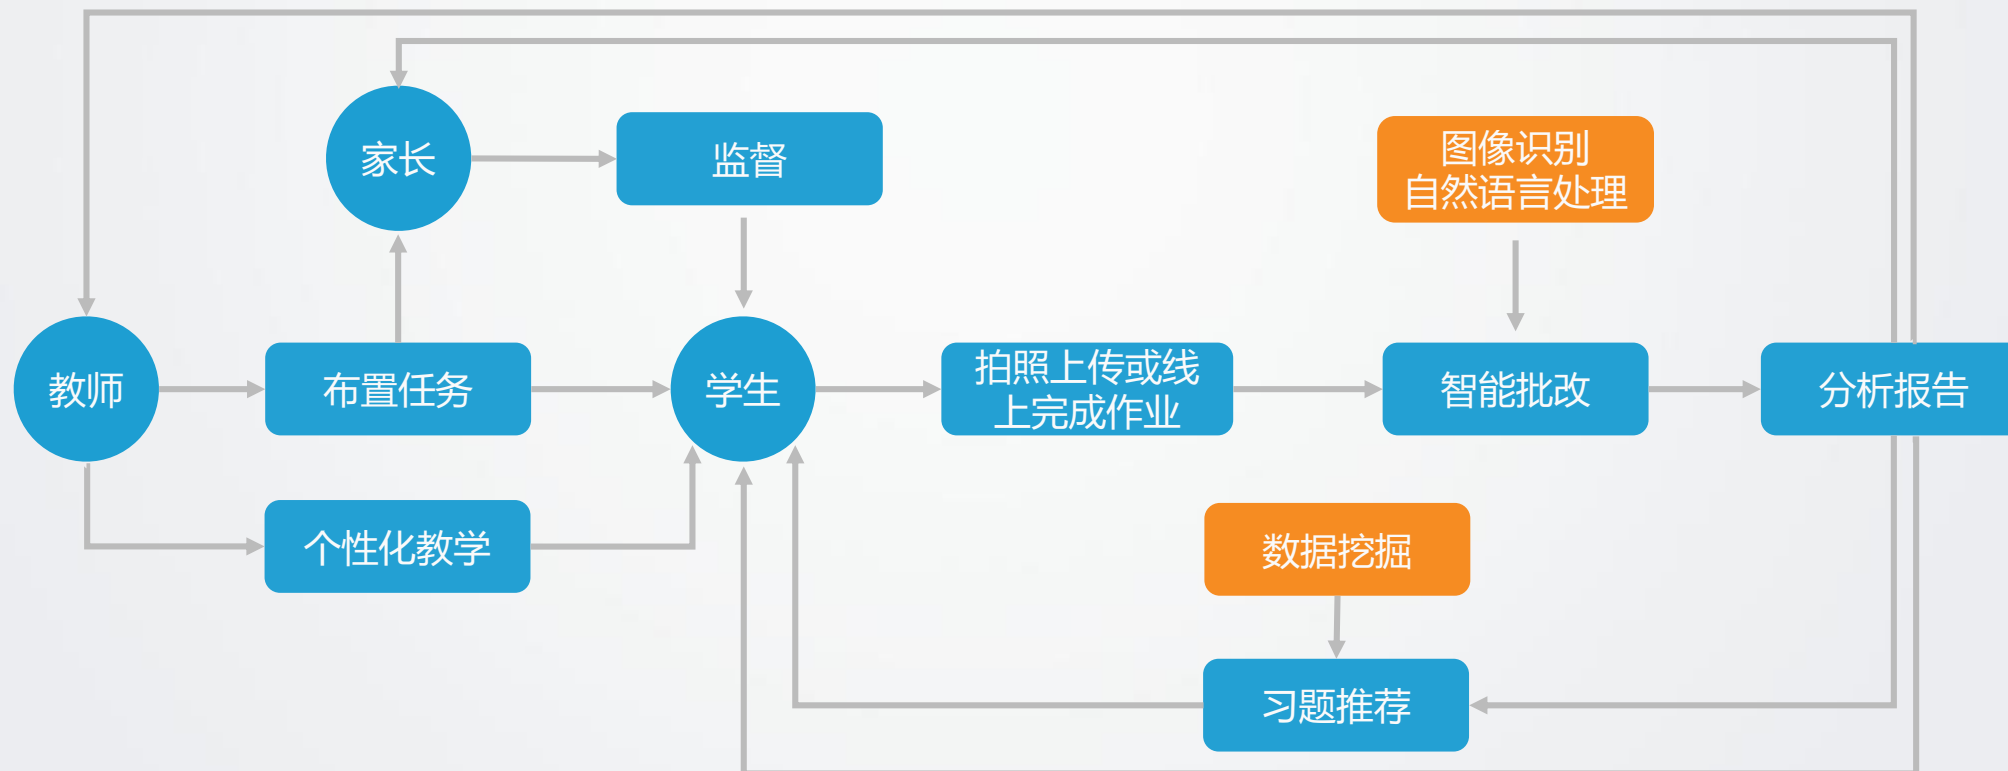 家长
监督
图像识别
自然语言处理
教师
布置任务
学生
拍照上传或线
上完成作业
智能批改
分析报告
个性化教学
数据挖掘
习题推荐